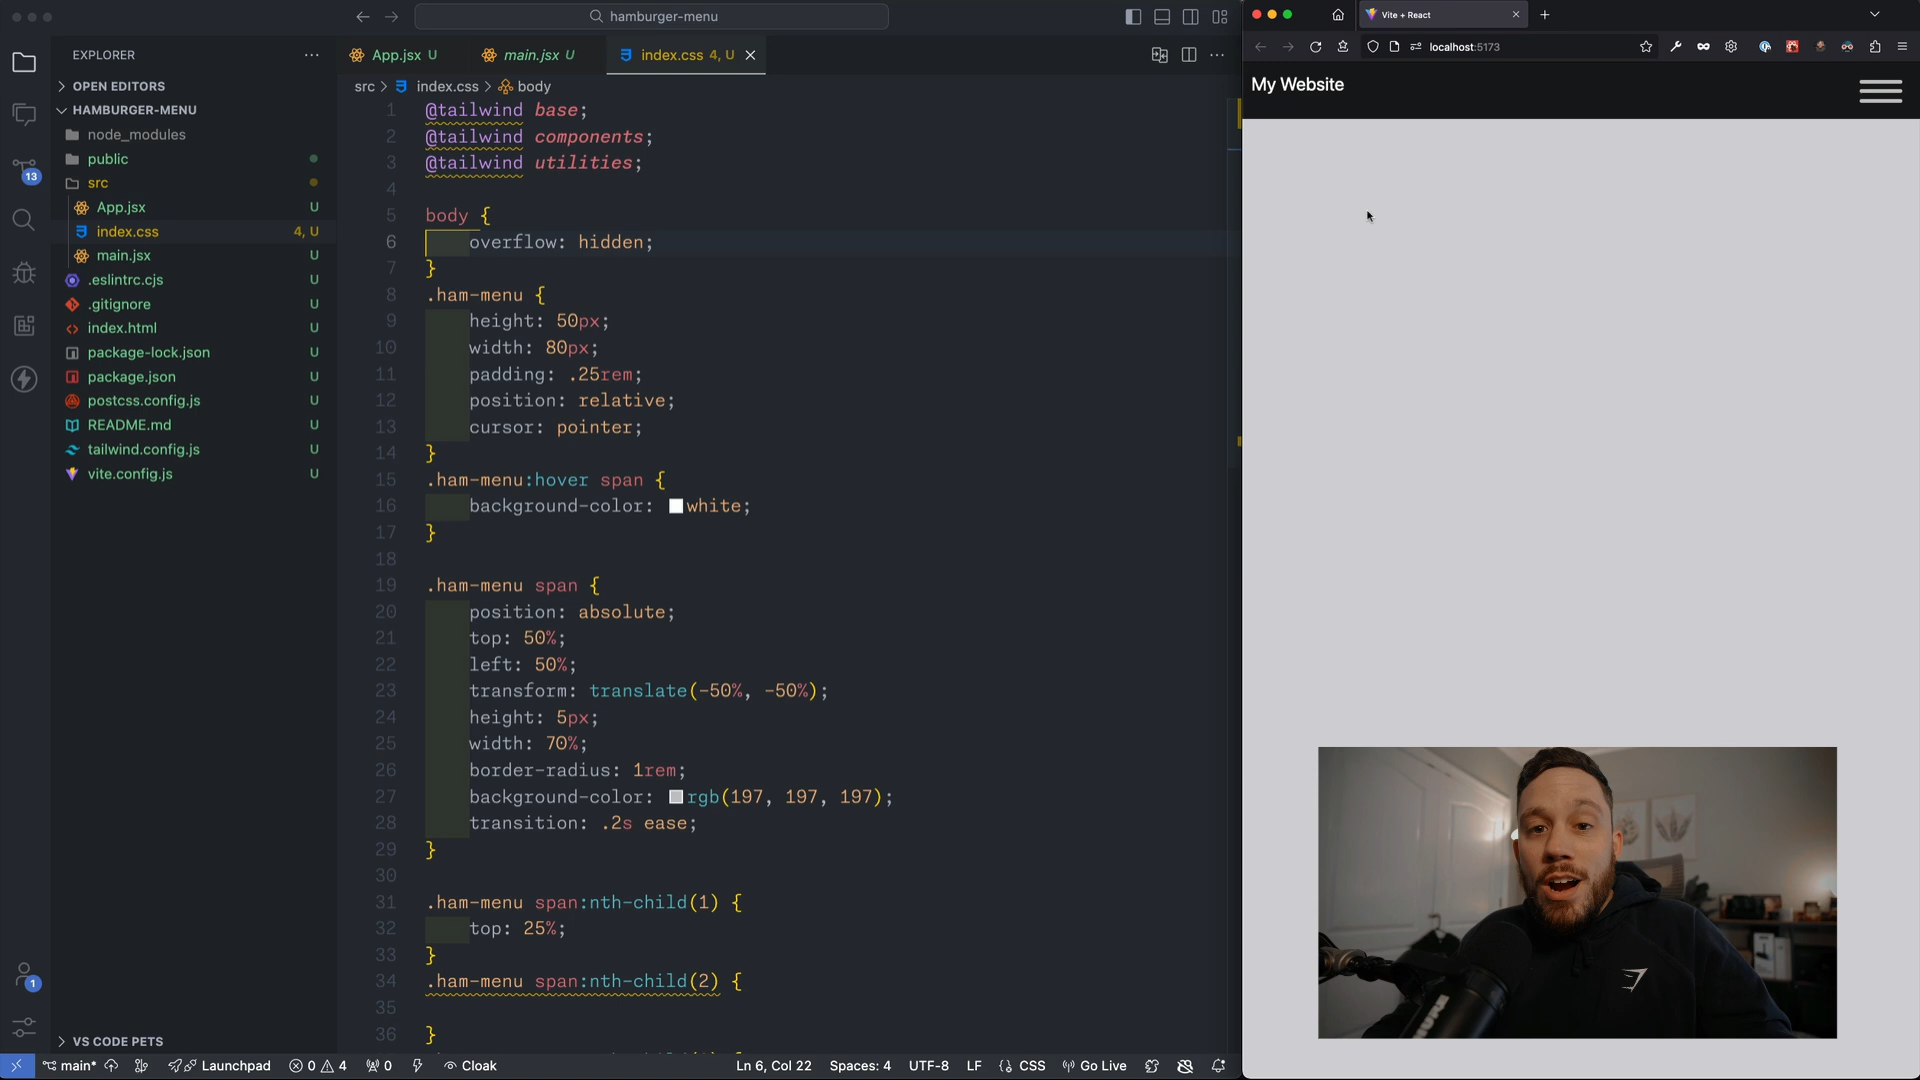 hamburger-menu
EXPLORER
OPEN EDITORS
HAMBURGER-MENU
node_modules
public
src
App.jsx U
index.css 4, U
main.jsx U
.eslintrc.cjs U
.gitignore U
index.html U
package-lock.json U
package.json U
postcss.config.js U
README.md U
tailwind.config.js U
vite.config.js U
VS CODE PETS
13
1
App.jsx U main.jsx U index.css 4, U
src > index.css > body
1 @tailwind base;
2 @tailwind components;
3 @tailwind utilities;
4
5 body {
6 overflow: hidden;
7 }
8 .ham-menu {
9 height: 50px;
10 width: 80px;
11 padding: .25rem;
12 position: relative;
13 cursor: pointer;
14 }
15 .ham-menu:hover span {
16 background-color: white;
17 }
18
19 .ham-menu span {
20 position: absolute;
21 top: 50%;
22 left: 50%;
23 transform: translate(-50%, -50%);
24 height: 5px;
25 width: 70%;
26 border-radius: 1rem;
27 background-color: rgb(197, 197, 197);
28 transition: .2s ease;
29 }
30
31 .ham-menu span:nth-child(1) {
32 top: 25%;
33 }
34 .ham-menu span:nth-child(2) {
35
36 }
main* Launchpad 0 4 0 Cloak Ln 6, Col 22 Spaces: 4 UTF-8 LF CSS Go Live
Vite + React
localhost:5173
My Website